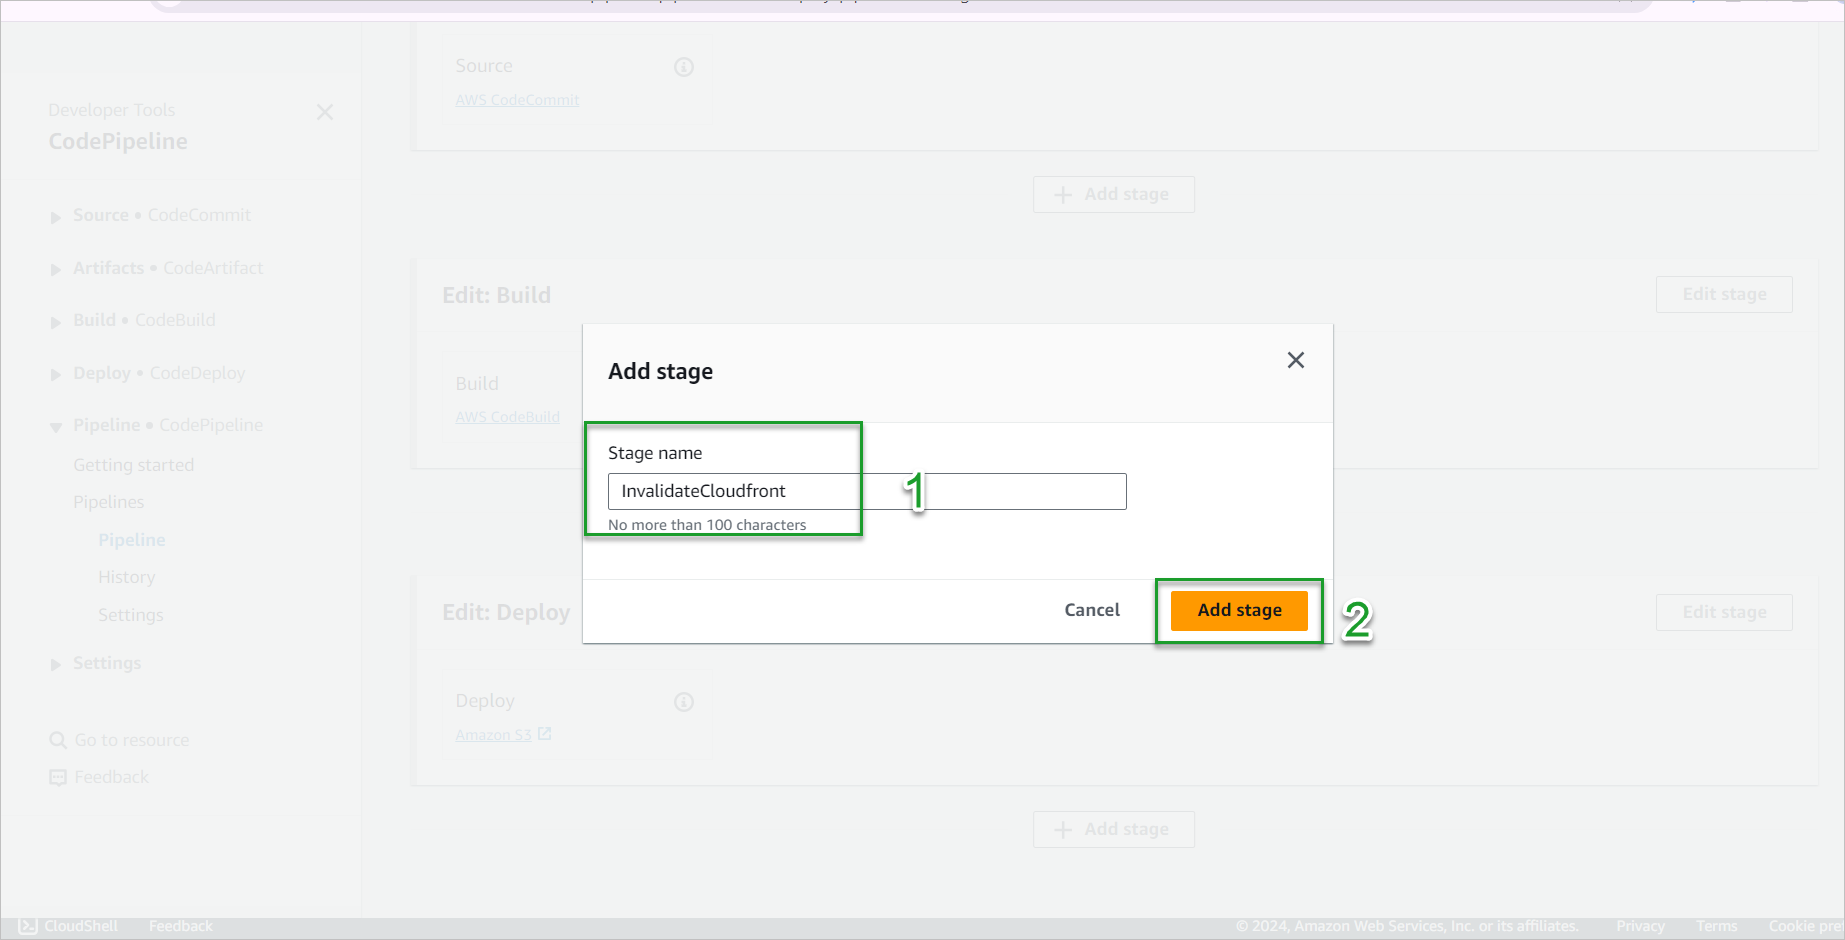 Source
AWS CodeCommit
Developer Tools
CodePipeline
Add stage
Source • CodeCommit
Artifacts • CodeArtifact
Edit: Build
Edit stage
Build • CodeBuild
Add stage
Deploy • CodeDeploy
Build
AWS CodeBuild
Pipeline • CodePipeline
Stage name
Getting started
InvalidateCloudfront
1
Pipelines
No more than 100 characters
Pipeline
History
Cancel
Add stage
2
Edit: Deploy
Edit stage
Settings
Settings
Deploy
Amazon S3
Go to resource
Feedback
Add stage
CloudShell
Feedback
© 2024, Amazon Web Services, Inc. or its affiliates.
Privacy
Terms
Cookie pre